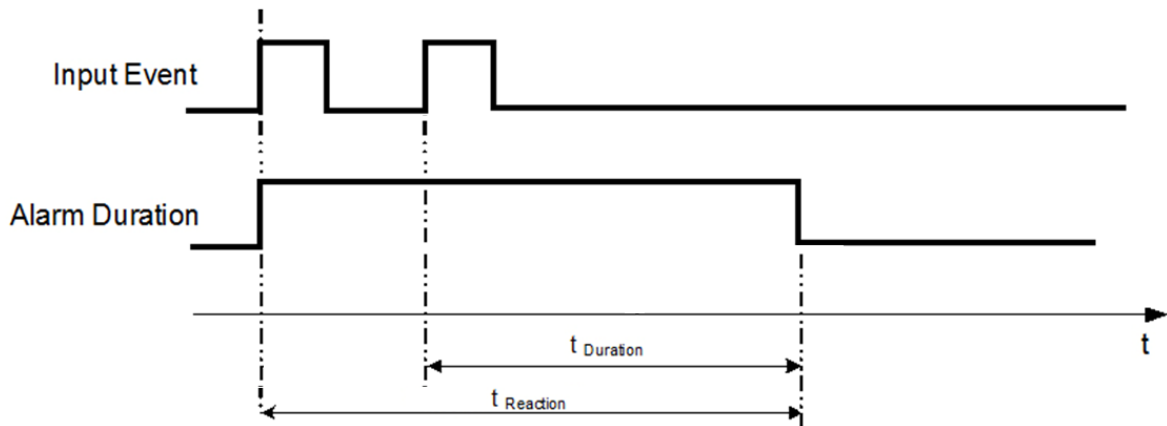 Input Event
Alarm Duration
t
t Duration
t Reaction